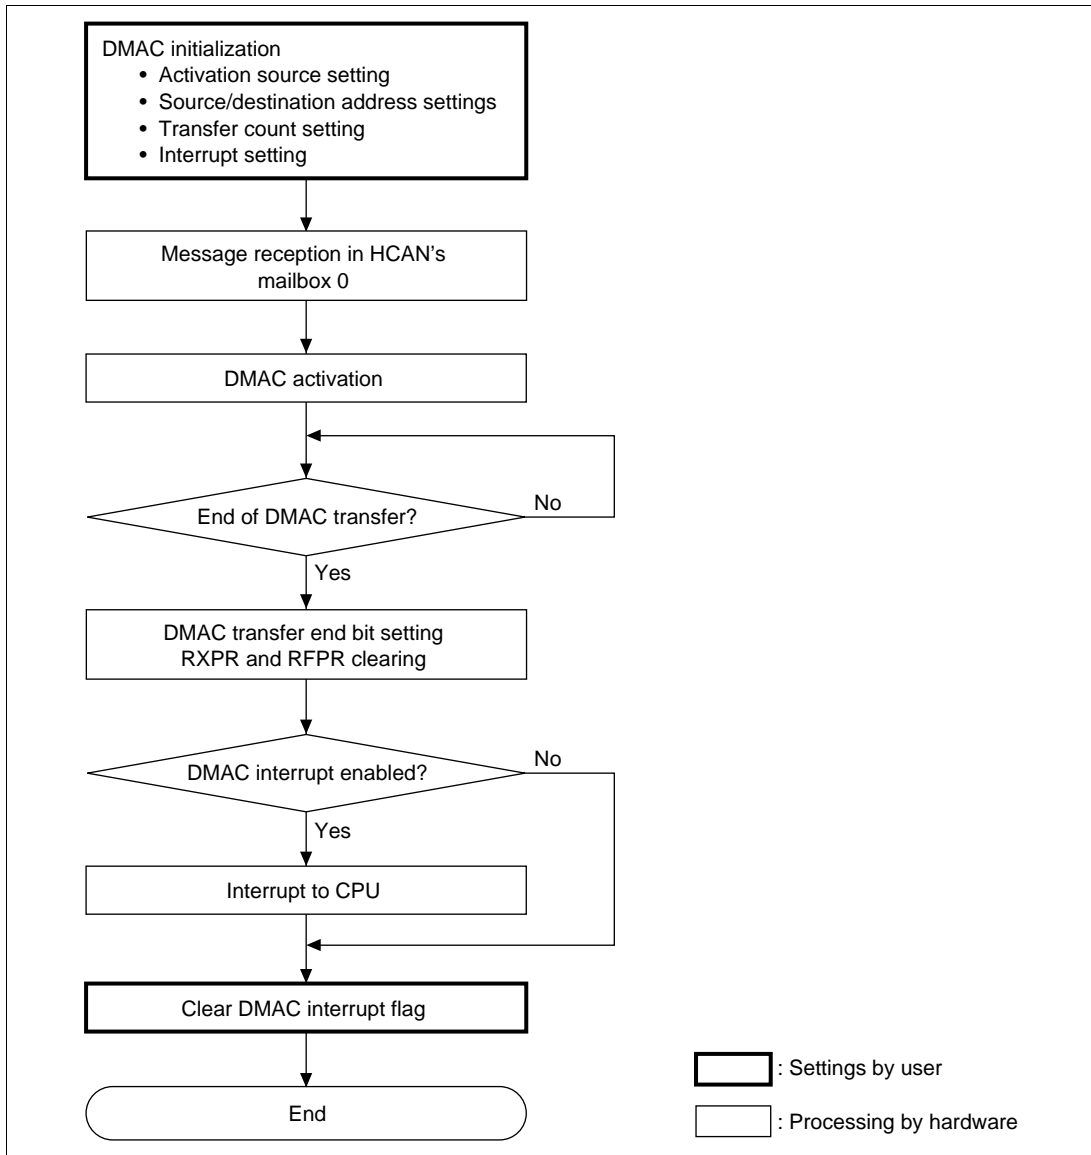 DMAC initialization
• Activation source setting
• Source/destination address settings
• Transfer count setting
• Interrupt setting
Message reception in HCAN's
mailbox 0
DMAC activation
End of DMAC transfer?
No
Yes
DMAC transfer end bit setting
RXPR and RFPR clearing
DMAC interrupt enabled?
No
Yes
Interrupt to CPU
Clear DMAC interrupt flag
End
: Settings by user
: Processing by hardware